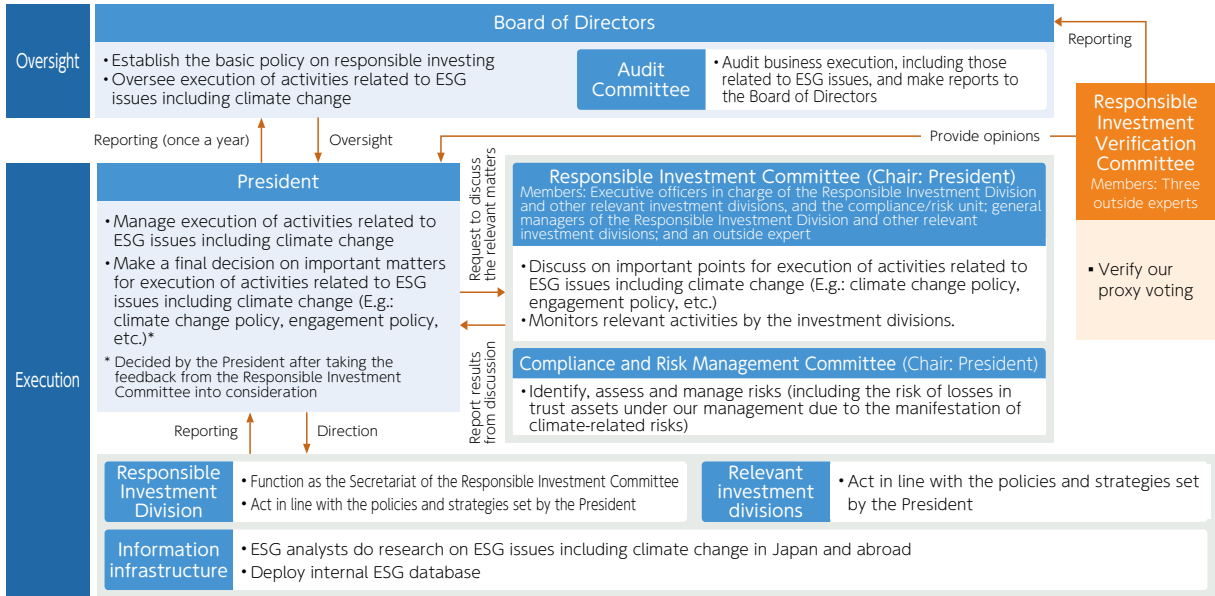 Oversight
Board of Directors
• Establish the basic policy on responsible investing
• Oversee execution of activities related to ESG
issues including climate change
Audit
Committee
• Audit business execution, including those
related to ESG issues, and make reports to
the Board of Directors
Reporting
Responsible
Investment
Verification
Committee
Members: Three
outside experts
▪ Verify our
proxy voting
Reporting (once a year)
Oversight
Provide opinions
Execution
President
• Manage execution of activities related to
ESG issues including climate change
• Make a final decision on important matters
for execution of activities related to ESG
issues including climate change (E.g.:
climate change policy, engagement policy,
etc.)*
* Decided by the President after taking the
feedback from the Responsible Investment
Committee into consideration
Request to discuss
the relevant matters
Report results
from discussion
Responsible Investment Committee (Chair: President)
Members: Executive officers in charge of the Responsible Investment Division
and other relevant investment divisions, and the compliance/risk unit; general
managers of the Responsible Investment Division and other relevant
investment divisions; and an outside expert
• Discuss on important points for execution of activities related to
ESG issues including climate change (E.g.: climate change policy,
engagement policy, etc.)
• Monitors relevant activities by the investment divisions.
Compliance and Risk Management Committee (Chair: President)
• Identify, assess and manage risks (including the risk of losses in
trust assets under our management due to the manifestation of
climate-related risks)
Reporting
Direction
Responsible
Investment
Division
• Function as the Secretariat of the Responsible Investment Committee
• Act in line with the policies and strategies set by the President
Relevant
investment
divisions
• Act in line with the policies and strategies set
by the President
Information
infrastructure
• ESG analysts do research on ESG issues including climate change in Japan and abroad
• Deploy internal ESG database